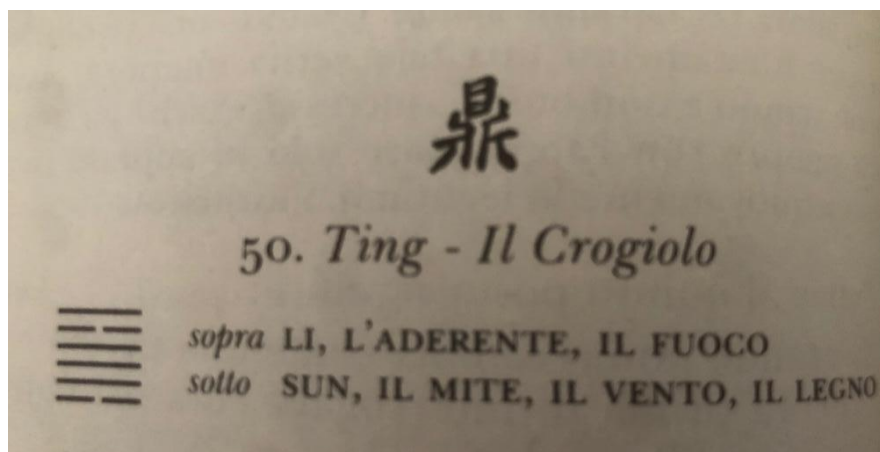 鼎
50. Ting - Il Crogiolo
sopra LI, L'ADERENTE, IL FUOCO
sotto SUN, IL MITE, IL VENTO, IL LEGNO